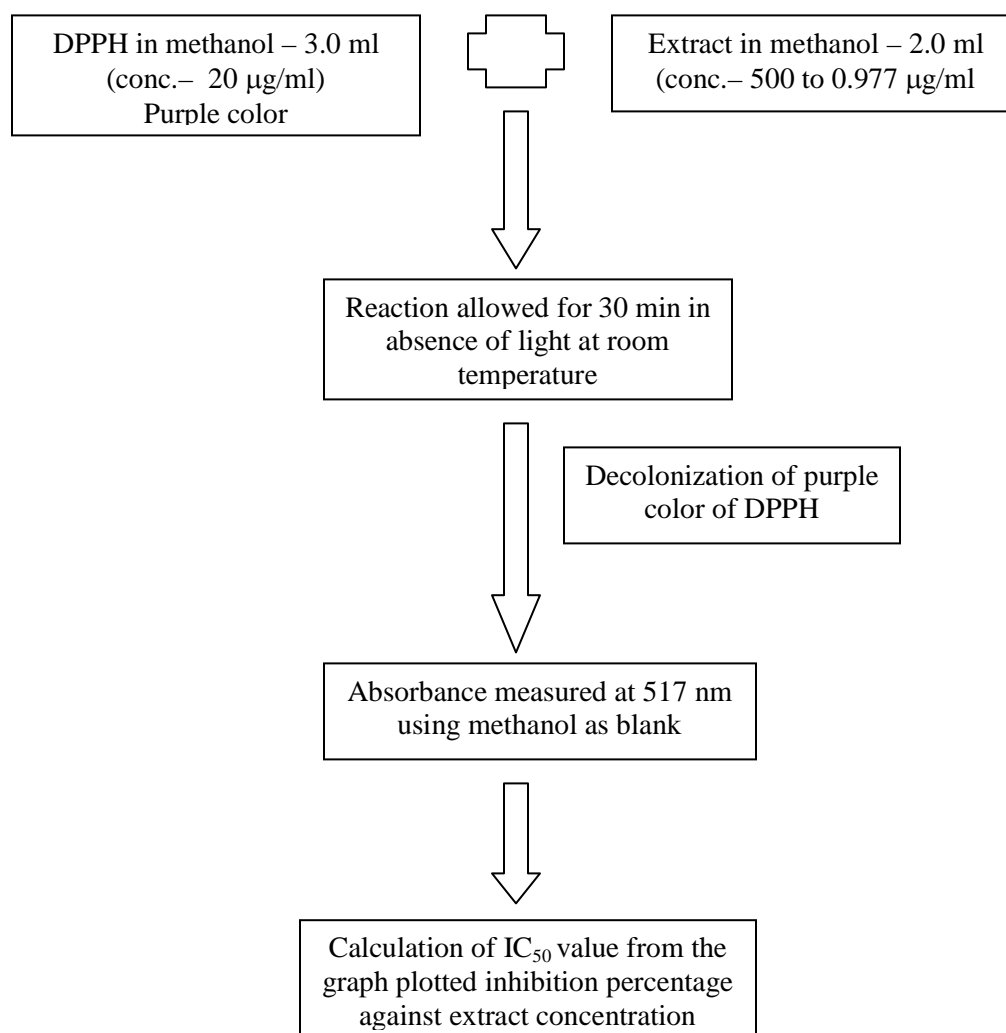 DPPH in methanol – 3.0 ml
(conc.– 20 μg/ml)
Purple color
Extract in methanol – 2.0 ml
(conc.– 500 to 0.977 μg/ml
Reaction allowed for 30 min in
absence of light at room
temperature
Decolonization of purple
color of DPPH
Absorbance measured at 517 nm
using methanol as blank
Calculation of IC₅₀ value from the
graph plotted inhibition percentage
against extract concentration